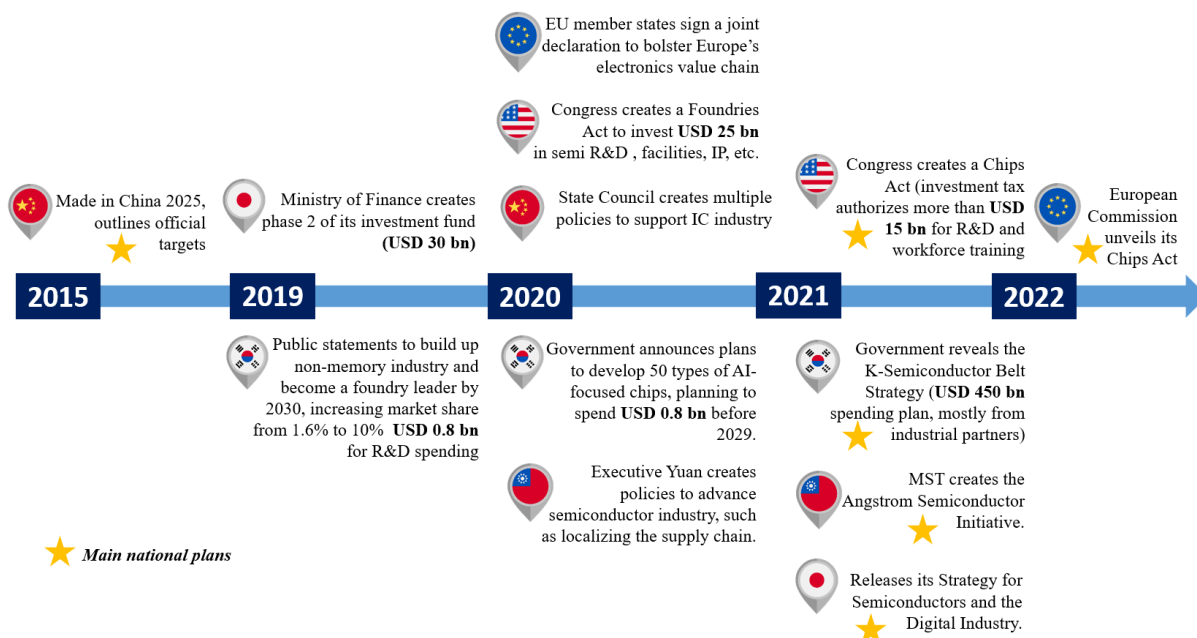 EU member states sign a joint
declaration to bolster Europe's
electronics value chain
Congress creates a Foundries
Act to invest USD 25 bn
in semi R&D , facilities, IP, etc.
State Council creates multiple
policies to support IC industry
Made in China 2025,
outlines official
targets
Ministry of Finance creates
phase 2 of its investment fund
(USD 30 bn)
Congress creates a Chips
Act (investment tax
authorizes more than USD
15 bn for R&D and
workforce training
European
Commission
unveils its
Chips Act
2015
2019
2020
2021
2022
Public statements to build up
non-memory industry and
become a foundry leader by
2030, increasing market share
from 1.6% to 10% USD 0.8 bn
for R&D spending
Government announces plans
to develop 50 types of AI-
focused chips, planning to
spend USD 0.8 bn before
2029.
Executive Yuan creates
policies to advance
semiconductor industry, such
as localizing the supply chain.
Government reveals the
K-Semiconductor Belt
Strategy (USD 450 bn
spending plan, mostly from
industrial partners)
MST creates the
Angstrom Semiconductor
Initiative.
Releases its Strategy for
Semiconductors and the
Digital Industry.
Main national plans